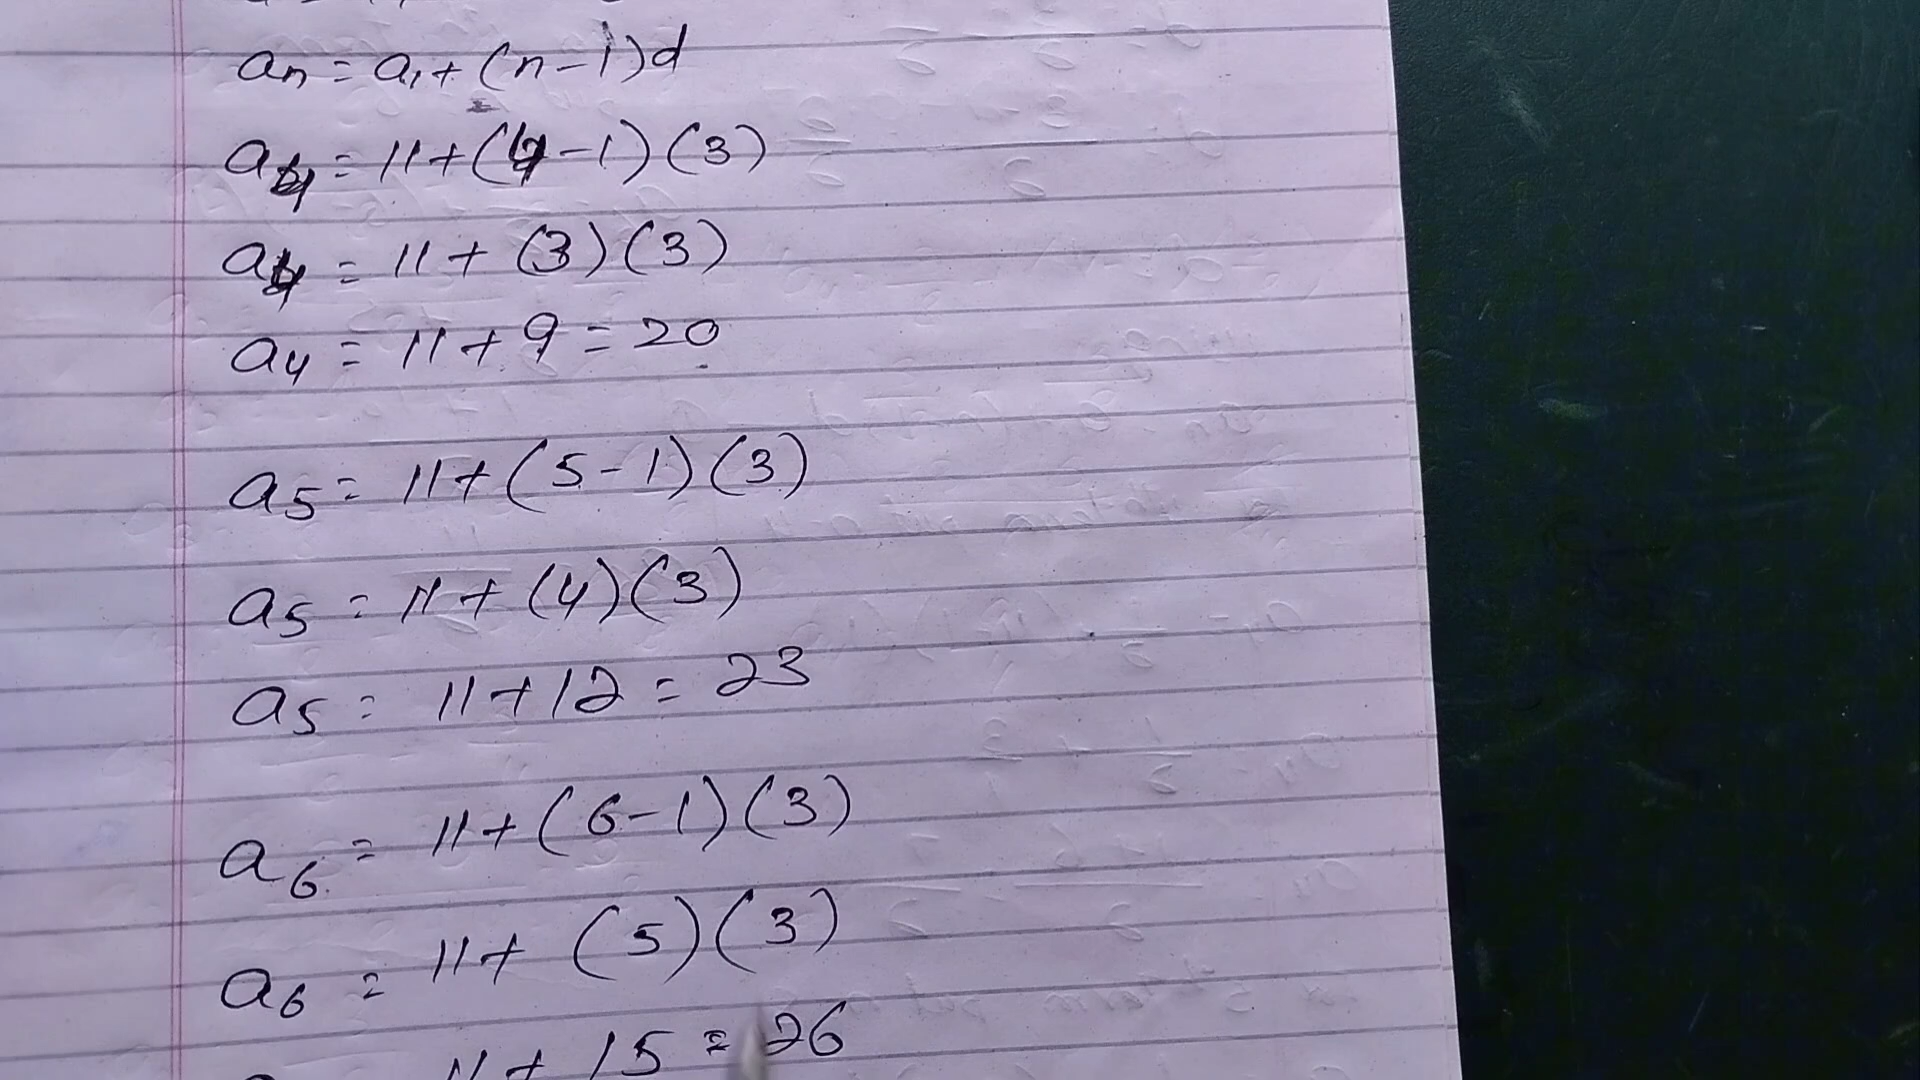 an = a1 + (n-1)d
a4 = 11+(4-1)(3)
a4 = 11+ (3)(3)
a4 = 11+9 = 20
a5 = 11+(5-1)(3)
a5 = 11+(4)(3)
a5 = 11+12 = 23
a6 = 11+(6-1)(3)
a6 = 11+ (5)(3)
11+15 = 26